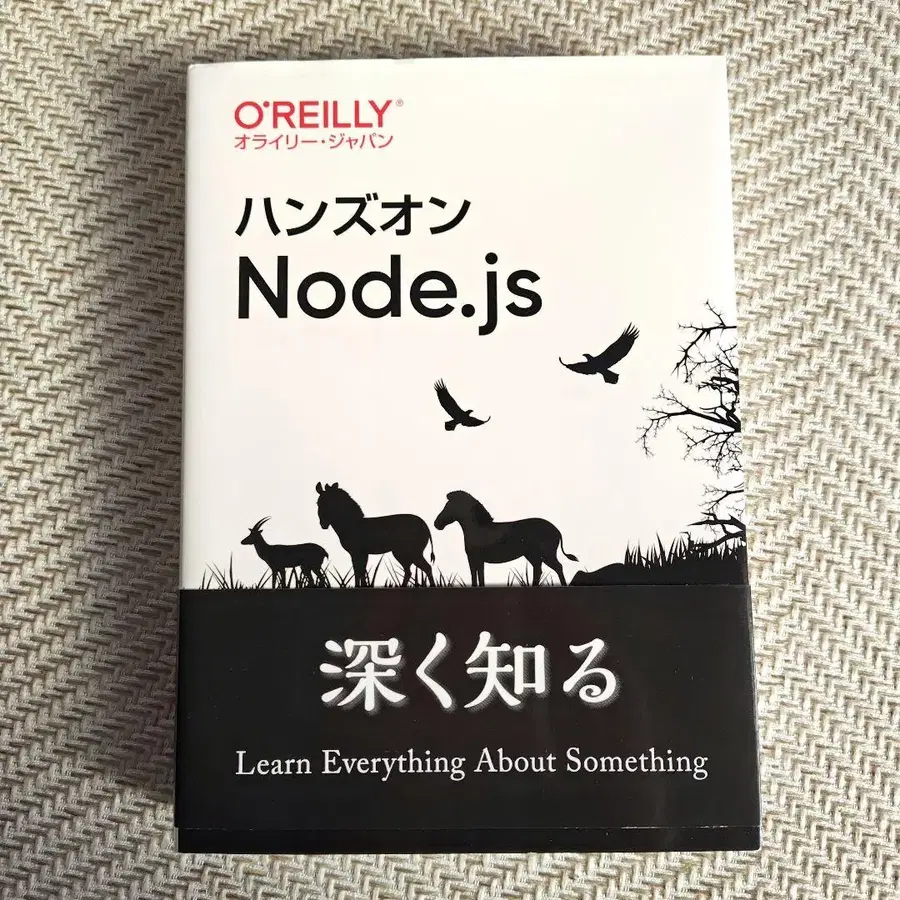 O'REILLY®
オライリー・ジャパン
ハンズオン
Node.js
深く知る
Learn Everything About Something